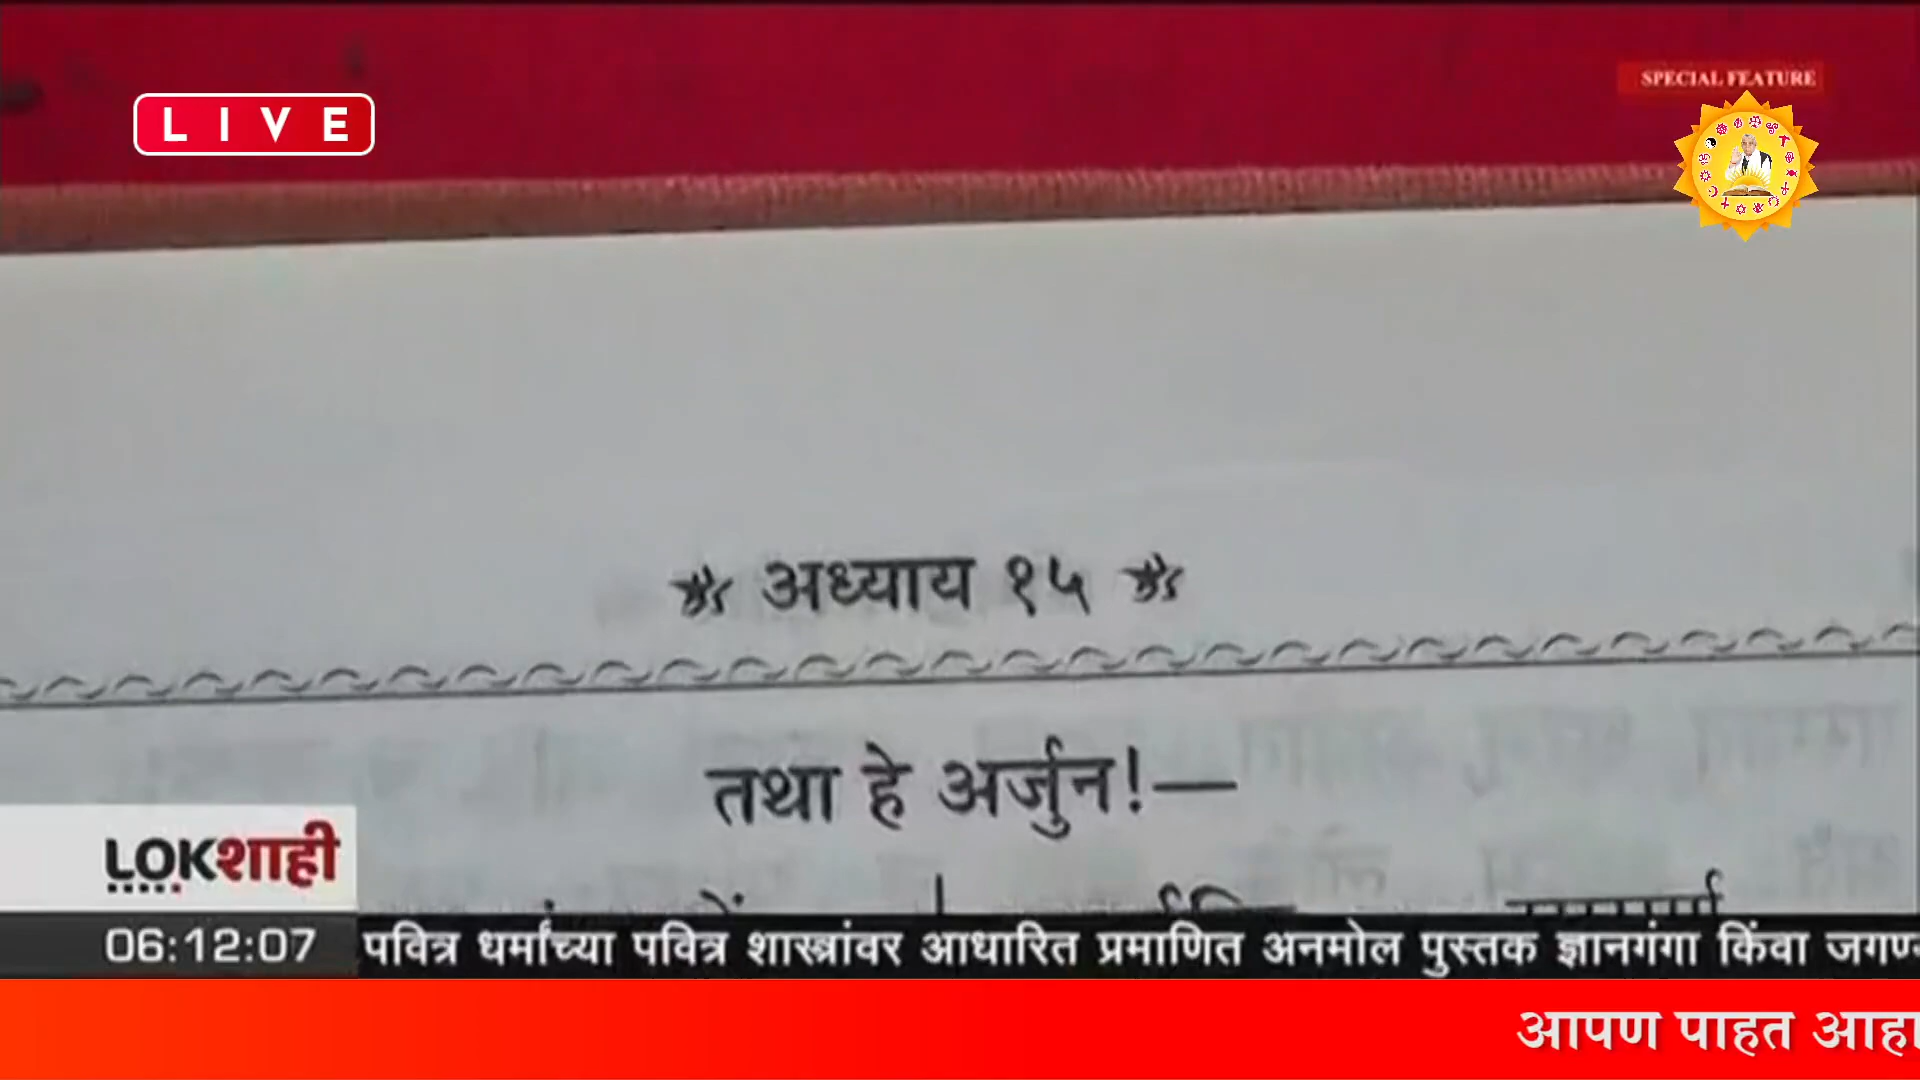 LIVE
SPECIAL FEATURE
अध्याय १५
तथा हे अर्जुन!—
LOKशाही
06:12:07
पवित्र धर्मांच्या पवित्र शास्त्रांवर आधारित प्रमाणित अनमोल पुस्तक ज्ञानगंगा किंवा
आपण पाहत